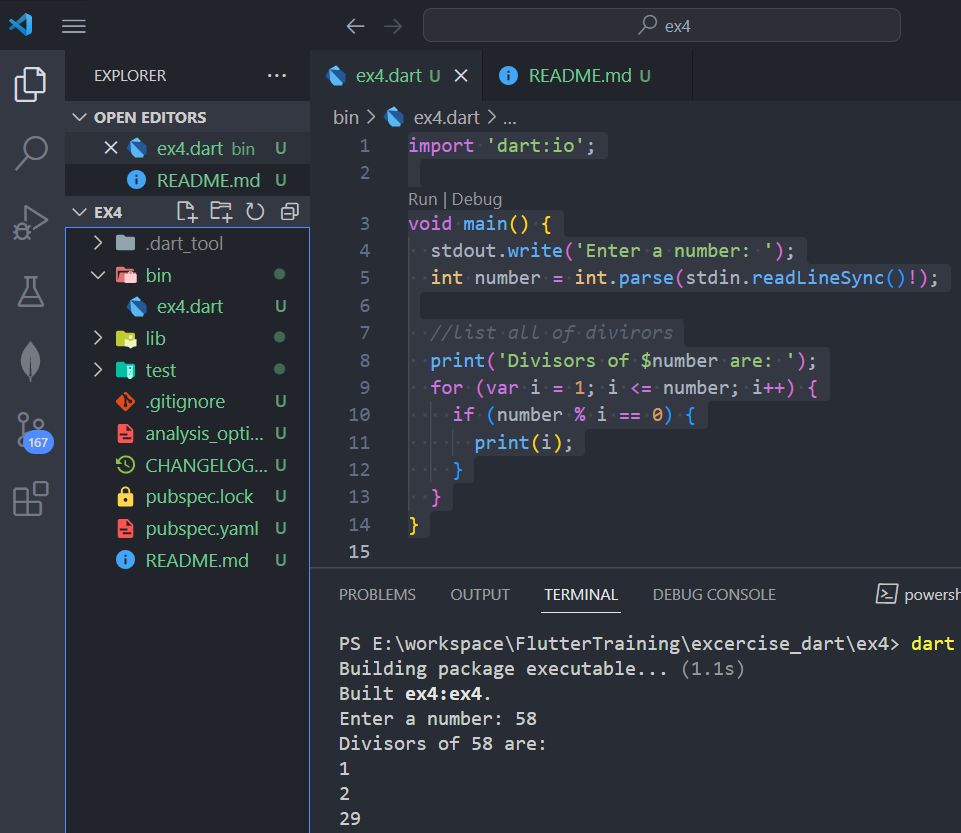 ex4
EXPLORER ...
OPEN EDITORS
ex4.dart bin U
README.md U
EX4
.dart_tool
bin
ex4.dart U
lib
test
.gitignore U
analysis_opti... U
CHANGELOG... U
pubspec.lock U
pubspec.yaml U
README.md U
167
ex4.dart U
README.md U
bin > ex4.dart > ...
1 import 'dart:io';
2
Run | Debug
3 void main() {
4   stdout.write('Enter a number: ');
5   int number = int.parse(stdin.readLineSync()!);
6
7   //list all of divirors
8   print('Divisors of $number are: ');
9   for (var i = 1; i <= number; i++) {
10     if (number % i == 0) {
11       print(i);
12     }
13   }
14 }
15
PROBLEMS OUTPUT TERMINAL DEBUG CONSOLE powersh
PS E:\workspace\FlutterTraining\excercise_dart\ex4> dart
Building package executable... (1.1s)
Built ex4:ex4.
Enter a number: 58
Divisors of 58 are:
1
2
29